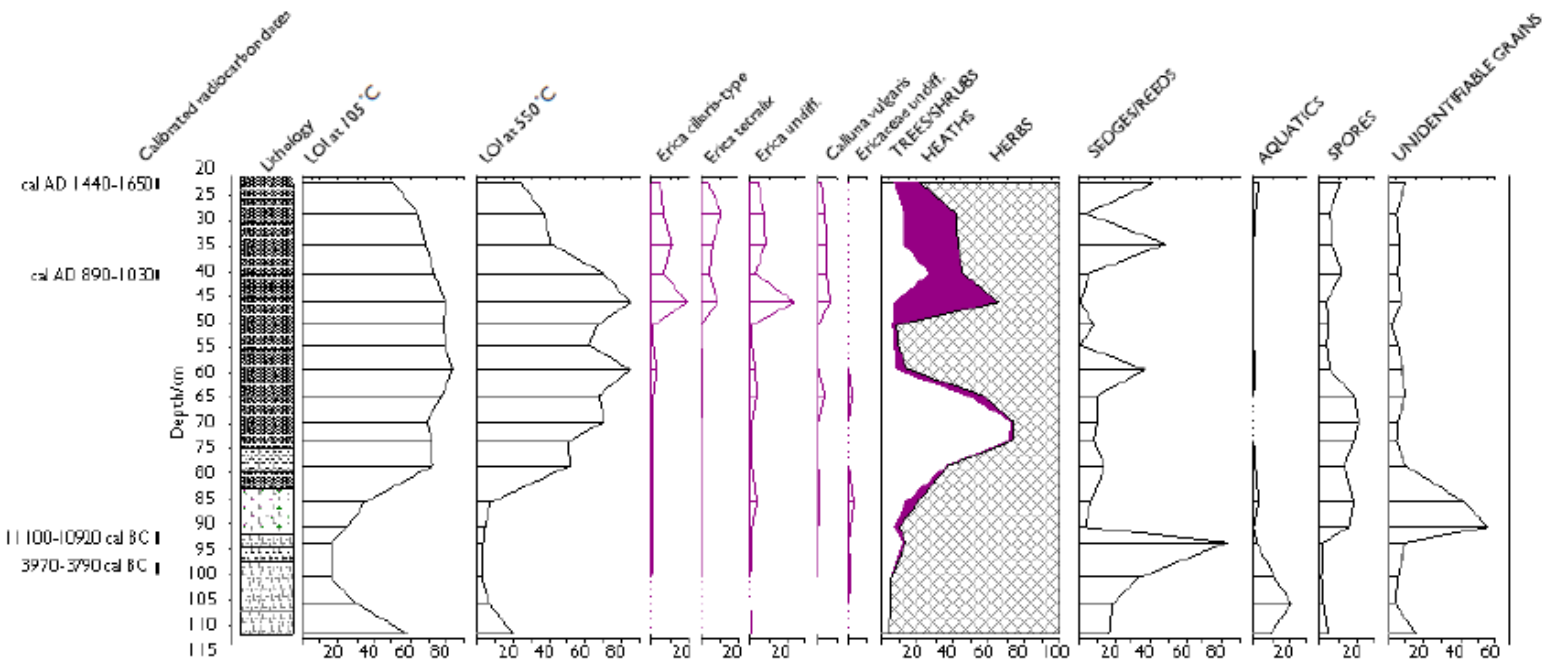 Calibrated radiocarbon dates
Lithology
LOI at 105°C
LOI at 550°C
Erica ciliaris-type
Erica tetralix
Erica undiff.
Calluna vulgaris
Ericaceae undiff.
TREES/SHRUBS
HEATHS
HERBS
SEDGES/REEDS
AQUATICS
SPORES
UNIDENTIFIABLE GRAINS
cal AD 1440-1650
cal AD 890-1030
11100-10920 cal BC
3970-3790 cal BC
Depth/cm
20
25
30
35
40
45
50
55
60
65
70
75
80
85
90
95
100
105
110
115
20 40 60 80
20 40 60 80
20
20
20
20
20
20 40 60 80 100
20 40 60 80
20
20
20 40 60